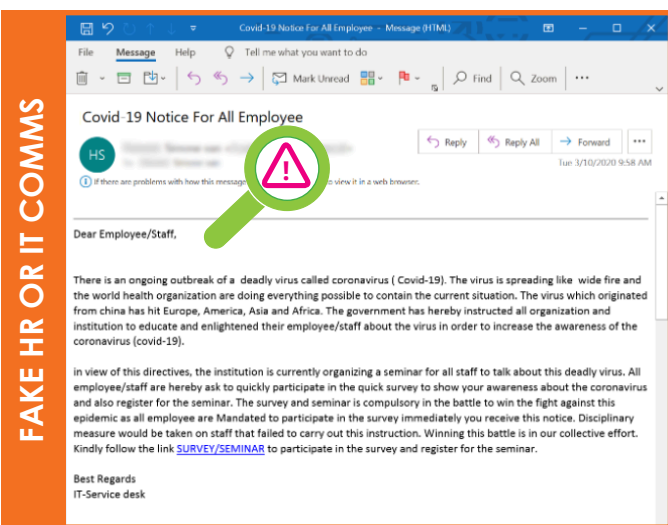 FAKE HR OR IT COMMS
Covid-19 Notice For All Employee - Message (HTML)
File Message Help Tell me what you want to do
Mark Unread Find Zoom
Covid-19 Notice For All Employee
HS
Reply Reply All Forward
Tue 3/10/2020 9:58 AM
If there are problems with how this message to view it in a web browser.
Dear Employee/Staff,
There is an ongoing outbreak of a deadly virus called coronavirus ( Covid-19). The virus is spreading like wide fire and
the world health organization are doing everything possible to contain the current situation. The virus which originated
from china has hit Europe, America, Asia and Africa. The government has hereby instructed all organization and
institution to educate and enlightened their employee/staff about the virus in order to increase the awareness of the
coronavirus (covid-19).
in view of this directives, the institution is currently organizing a seminar for all staff to talk about this deadly virus. All
employee/staff are hereby ask to quickly participate in the quick survey to show your awareness about the coronavirus
and also register for the seminar. The survey and seminar is compulsory in the battle to win the fight against this
epidemic as all employee are Mandated to participate in the survey immediately you receive this notice. Disciplinary
measure would be taken on staff that failed to carry out this instruction. Winning this battle is in our collective effort.
Kindly follow the link SURVEY/SEMINAR to participate in the survey and register for the seminar.
Best Regards
IT-Service desk